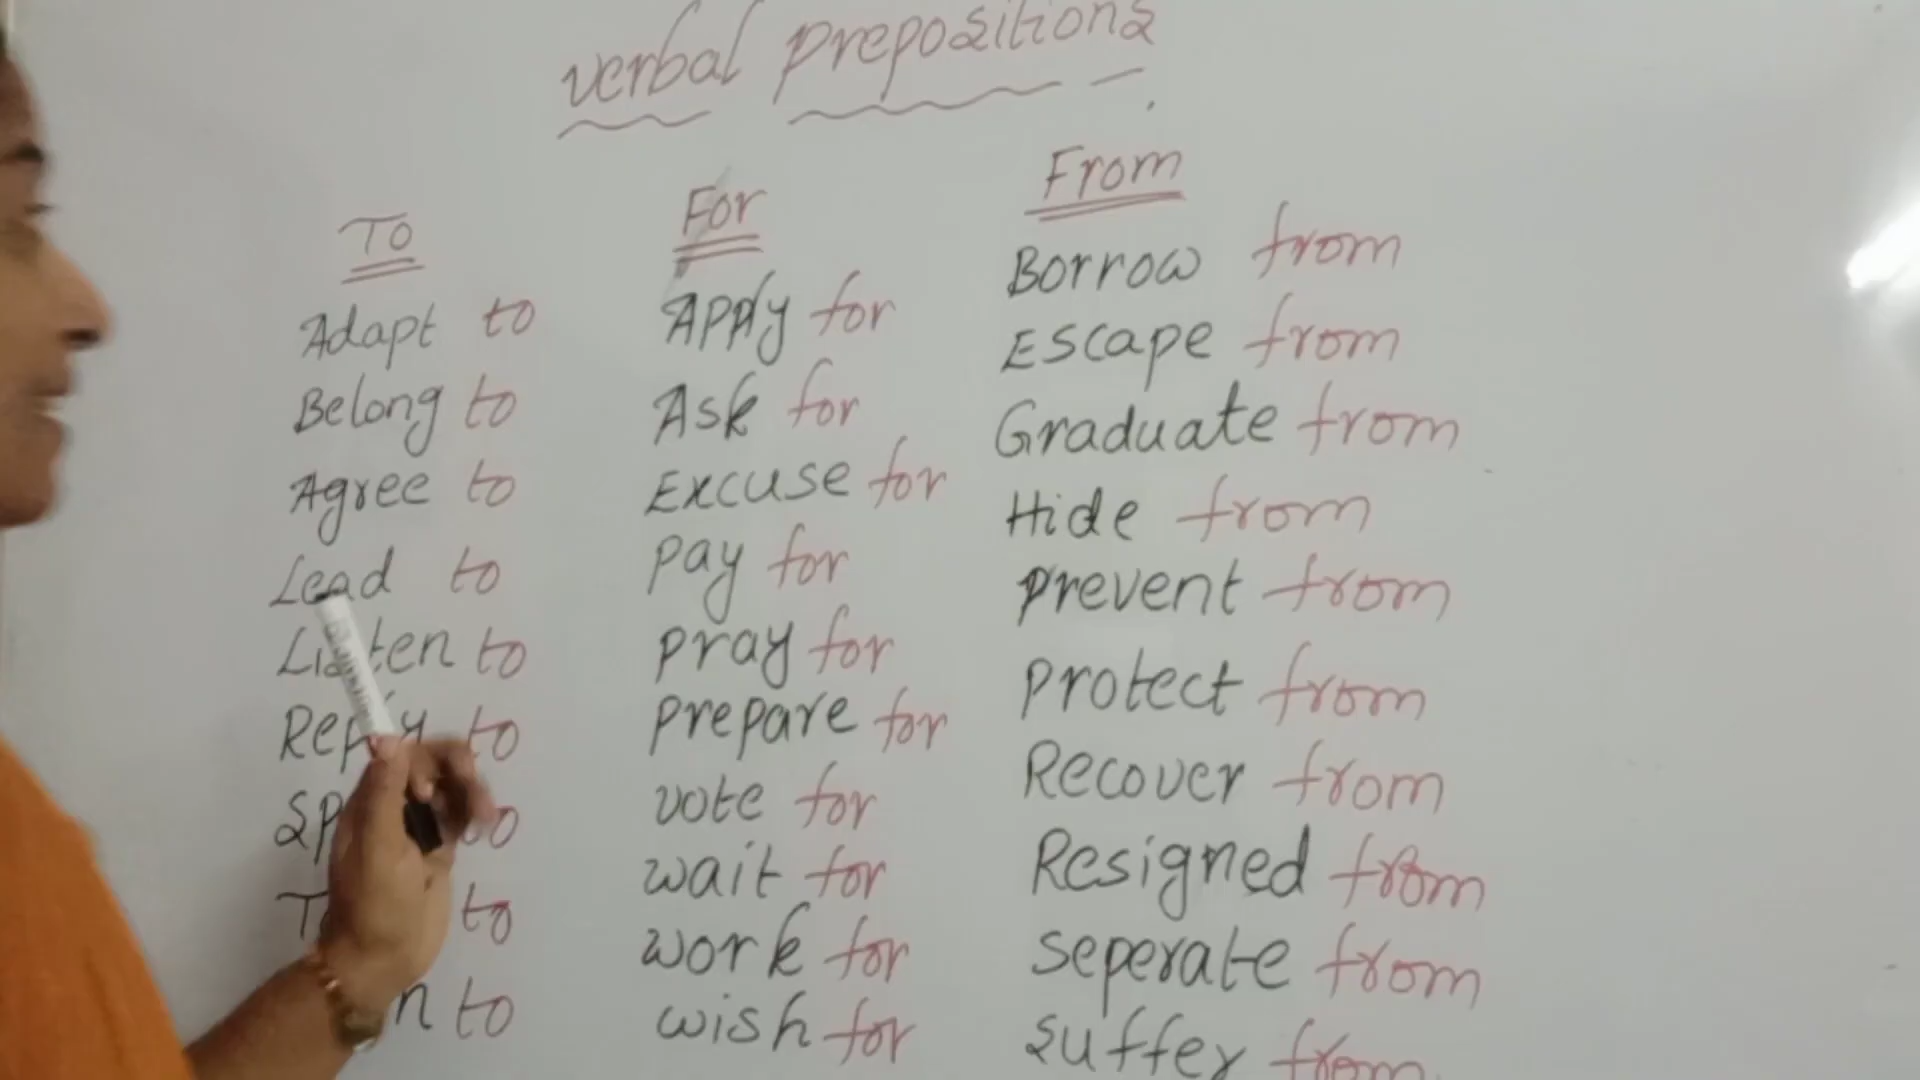 verbal prepositions
To
Adapt to
Belong to
Agree to
Lead to
Listen to
Reply to
to
to
to
For
Apply for
Ask for
Excuse for
Pay for
Pray for
Prepare for
vote for
wait for
work for
wish for
From
Borrow from
Escape from
Graduate from
Hide from
Prevent from
Protect from
Recover from
Resigned from
Seperate from
Suffer from